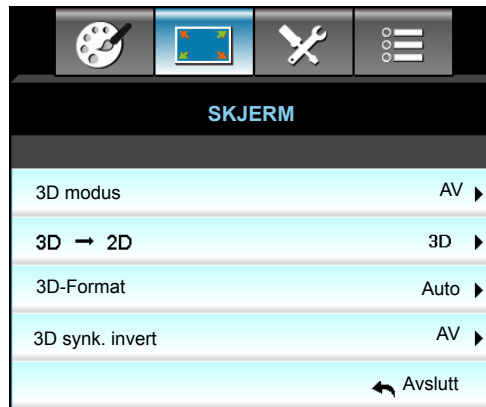 SKJERM
3D modus AV
3D → 2D 3D
3D-Format Auto
3D synk. invert AV
Avslutt